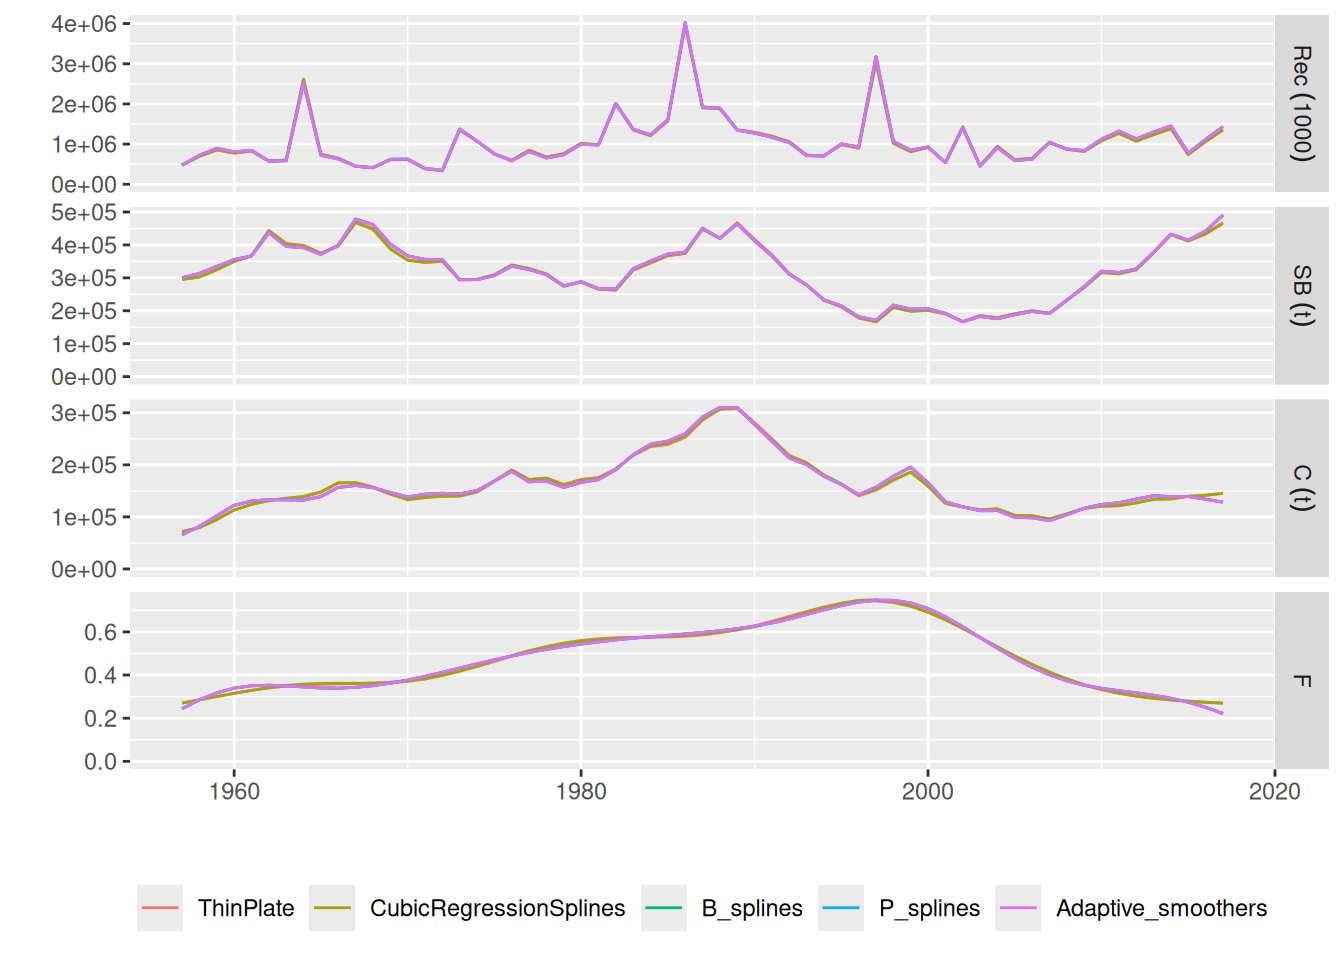 4e+06
3e+06
2e+06
1e+06
0e+00
Rec (1000)
5e+05
4e+05
3e+05
2e+05
1e+05
0e+00
SB (t)
3e+05
2e+05
1e+05
0e+00
C (t)
0.6
0.4
0.2
0.0
F
1960 1980 2000 2020
ThinPlate CubicRegressionSplines B_splines P_splines Adaptive_smoothers